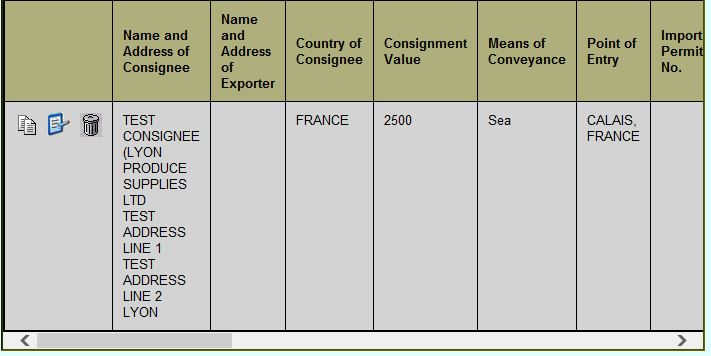 Name and
Address of
Consignee
Name
and
Address
of
Exporter
Country of
Consignee
Consignment
Value
Means of
Conveyance
Point of
Entry
Import
Permit
No.
TEST
CONSIGNEE
(LYON
PRODUCE
SUPPLIES
LTD
TEST
ADDRESS
LINE 1
TEST
ADDRESS
LINE 2
LYON
FRANCE
2500
Sea
CALAIS,
FRANCE